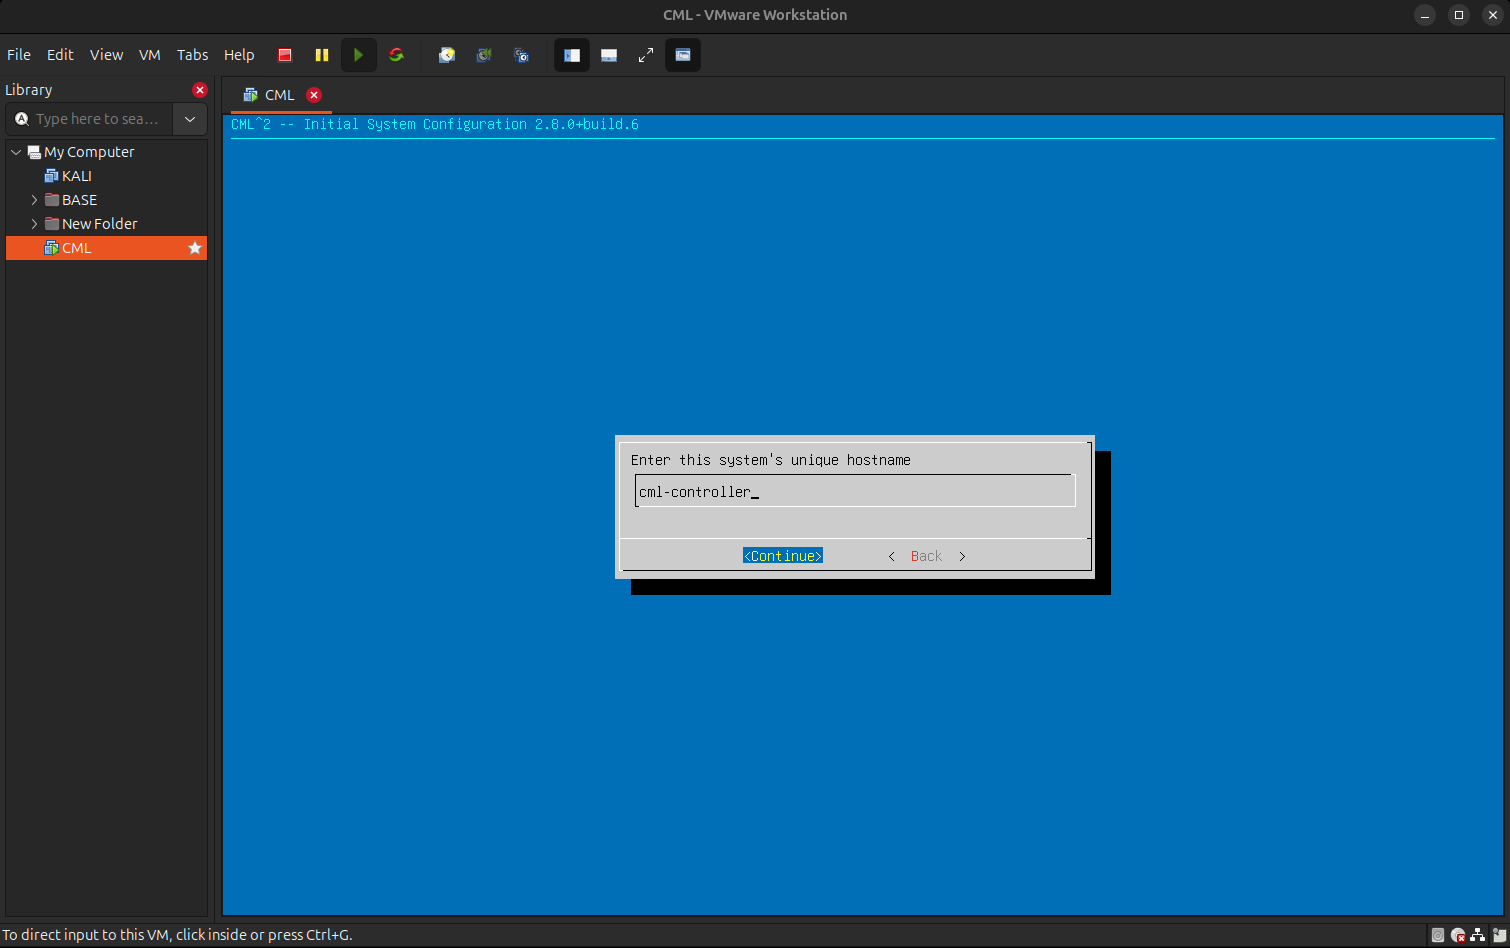 CML - VMware Workstation
File Edit View VM Tabs Help
Library
CML
Type here to sea...
CML^2 -- Initial System Configuration 2.8.0+build.6
My Computer
KALI
BASE
New Folder
CML
Enter this system's unique hostname
cml-controller_
<Continue> < Back >
To direct input to this VM, click inside or press Ctrl+G.